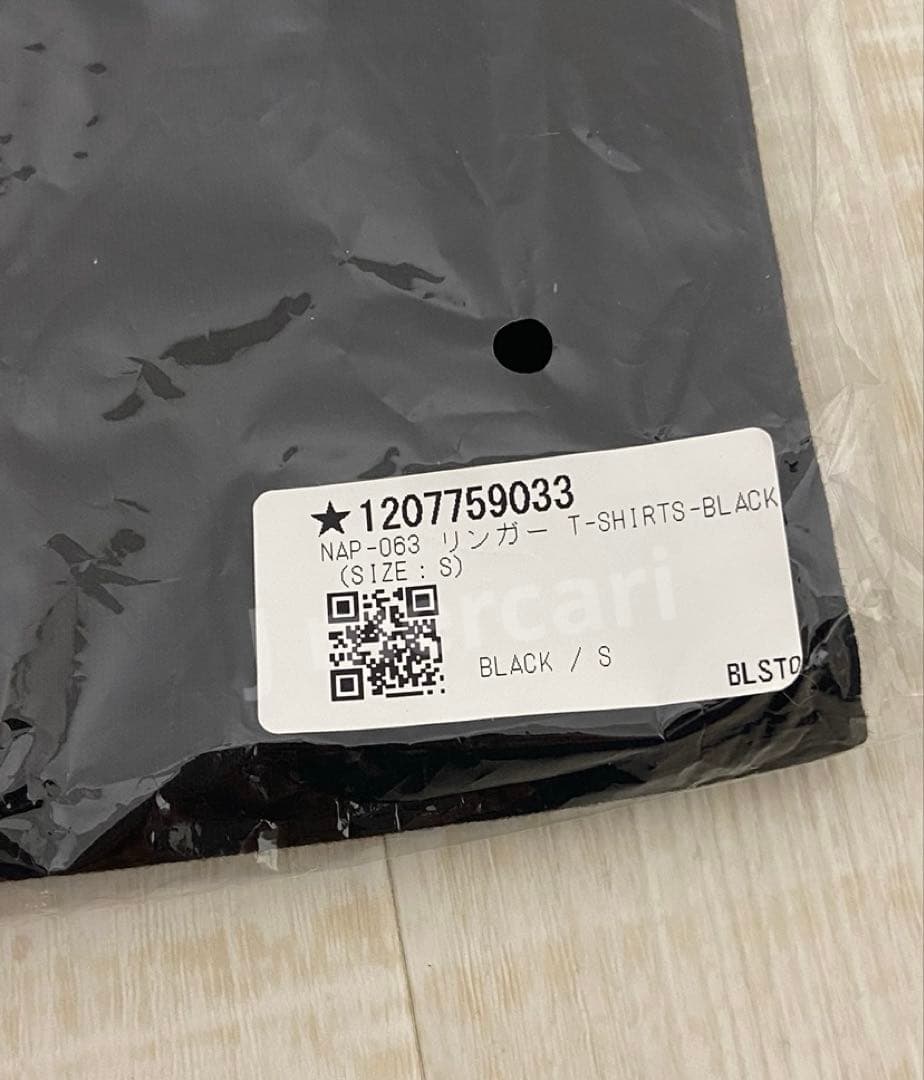 ★1207759033
NAP-063 リンガー T-SHIRTS-BLACK
(SIZE : S)
mercari
BLACK / S
BLSTO